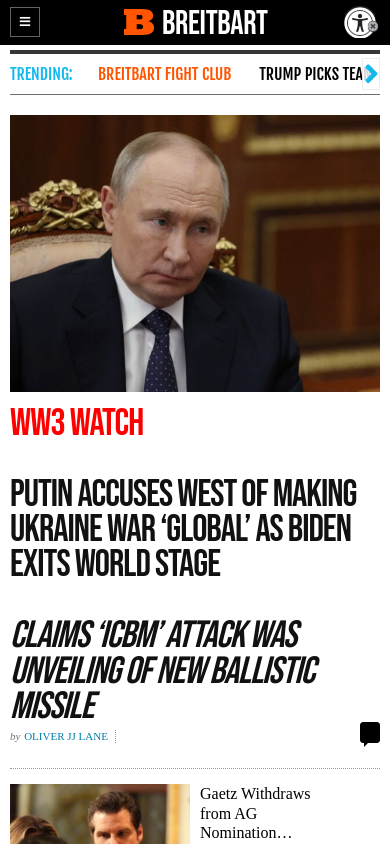 BREITBART
TRENDING:
BREITBART FIGHT CLUB
TRUMP PICKS TEA
WW3 WATCH
PUTIN ACCUSES WEST OF MAKING
UKRAINE WAR ‘GLOBAL’ AS BIDEN
EXITS WORLD STAGE
CLAIMS ‘ICBM’ ATTACK WAS
UNVEILING OF NEW BALLISTIC
MISSILE
by OLIVER JJ LANE
Gaetz Withdraws
from AG
Nomination…